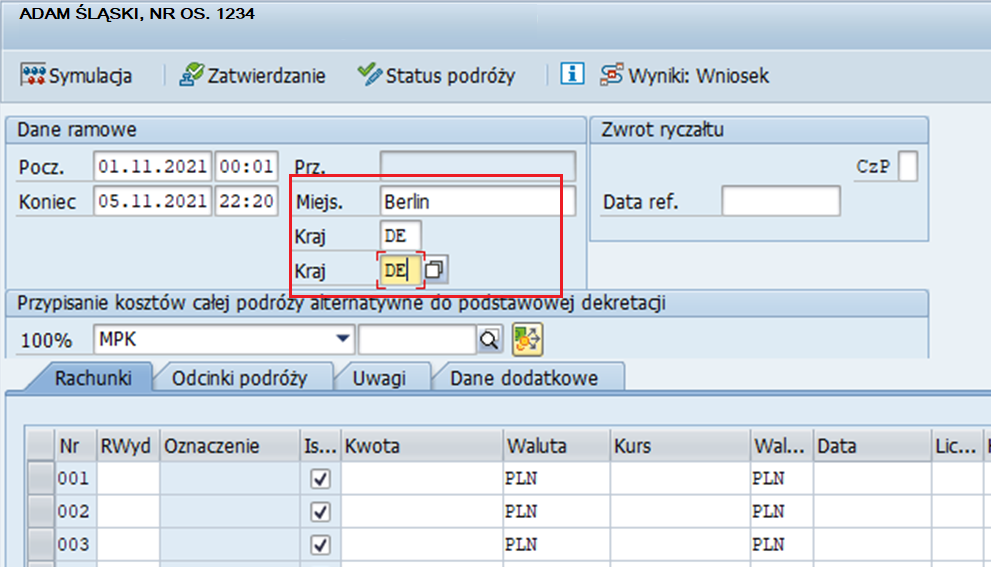 ADAM ŚLĄSKI, NR OS. 1234
Symulacja Zatwierdzanie Status podróży Wyniki: Wniosek
Dane ramowe Zwrot ryczałtu
Pocz. 01.11.2021 00:01 Prz. CzP
Koniec 05.11.2021 22:20 Miejs. Berlin Data ref.
Kraj DE
Kraj DE
Przypisanie kosztów całej podróży alternatywne do podstawowej dekretacji
100% MPK
Rachunki Odcinki podróży Uwagi Dane dodatkowe
Nr RWyd Oznaczenie Is... Kwota Waluta Kurs Wal... Data Lic...
001 PLN PLN
002 PLN PLN
003 PLN PLN